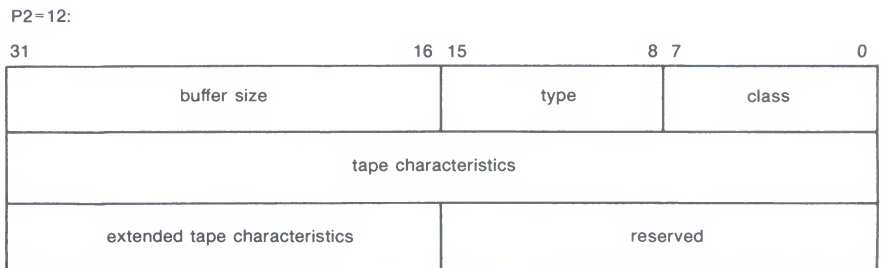 P2=12:
31 16 15 8 7 0
buffer size type class
tape characteristics
extended tape characteristics reserved